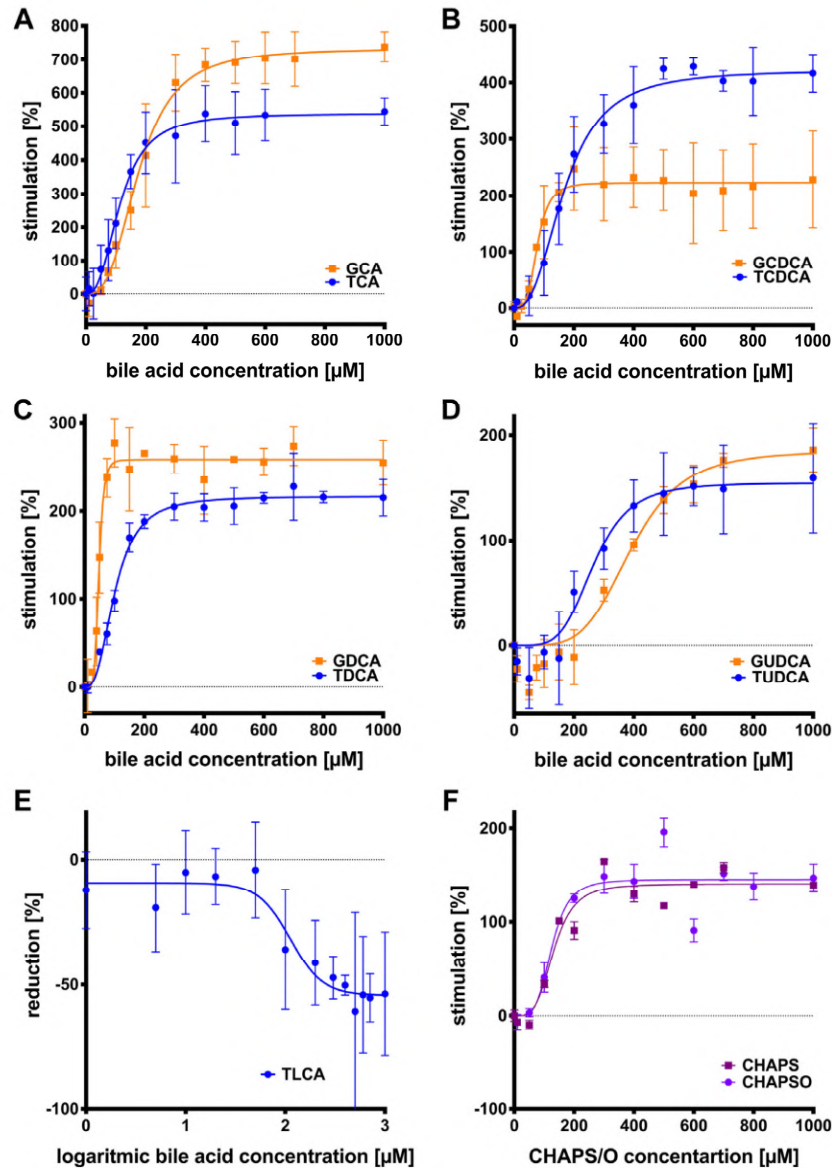 A
800
700
600
500
400
300
200
100
0
stimulation [%]
GCA
TCA
0 200 400 600 800 1000
bile acid concentration [µM]
B
500
400
300
200
100
0
stimulation [%]
GCDCA
TCDCA
0 200 400 600 800 1000
bile acid concentration [µM]
C
300
200
100
0
stimulation [%]
GDCA
TDCA
0 200 400 600 800 1000
bile acid concentration [µM]
D
200
100
0
stimulation [%]
GUDCA
TUDCA
0 200 400 600 800 1000
bile acid concentration [µM]
E
0
-50
-100
reduction [%]
TLCA
0 1 2 3
logaritmic bile acid concentration [µM]
F
200
100
0
-100
stimulation [%]
CHAPS
CHAPSO
0 200 400 600 800 1000
CHAPS/O concentartion [µM]